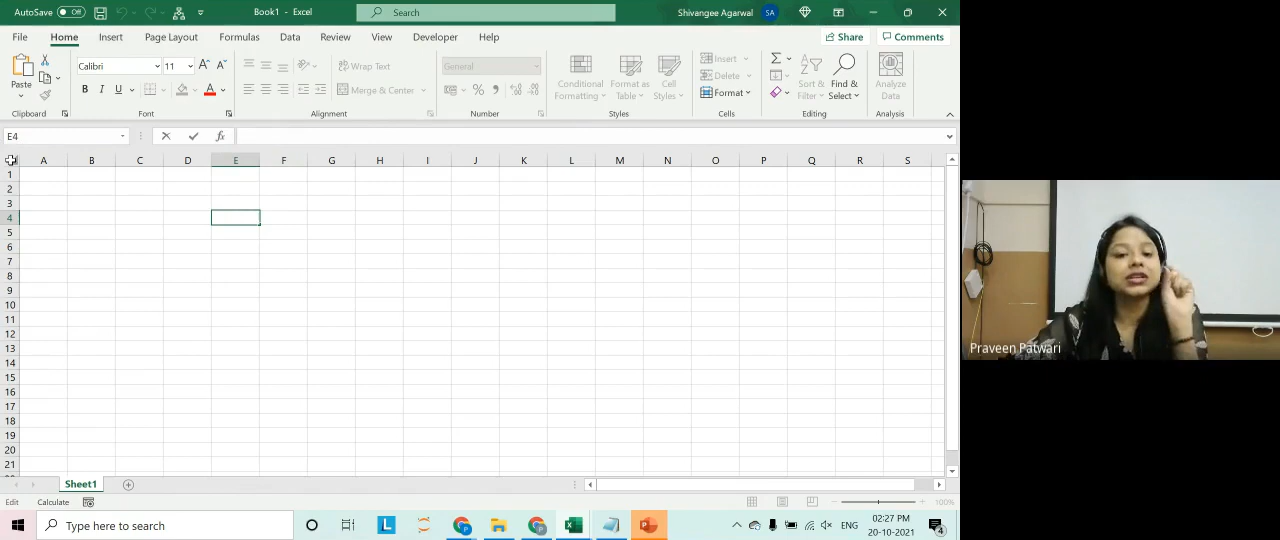 AutoSave Off Book1 - Excel Search Shivangee Agarwal SA
File Home Insert Page Layout Formulas Data Review View Developer Help Share Comments
Calibri 11 Wrap Text General Insert
Paste B I U Merge & Center % Conditional Formatting Format as Table Cell Styles Delete Format Sort & Filter Find & Select Analyze Data
Clipboard Font Alignment Number Styles Cells Editing Analysis
E4 fx
A B C D E F G H I J K L M N O P Q R S
1
2
3
4
5
6
7
8
9
10
11
12
13
14
15
16
17
18
19
20
21
Praveen Patwari
Sheet1
Edit Calculate 100%
Type here to search L ENG 02:27 PM
20-10-2021 4